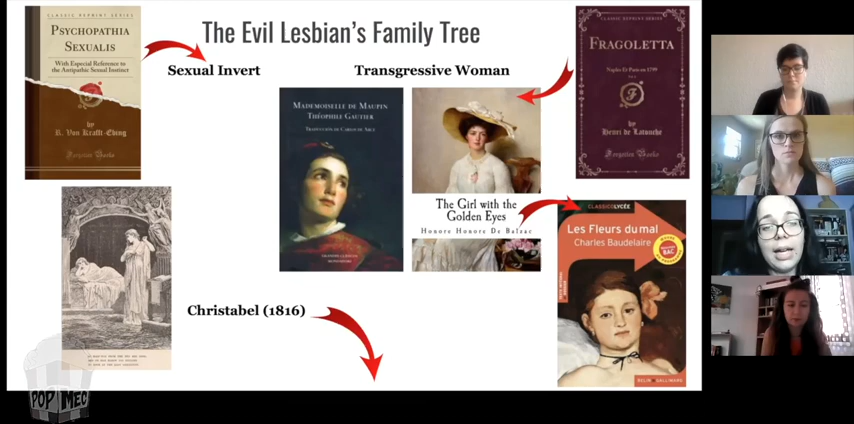 The Evil Lesbian's Family Tree
CLASSIC REPRINT SERIES
PSYCHOPATHIA
SEXUALIS
With Especial Reference to
the Antipathic Sexual Instinct
by
R. Von Krafft-Ebing
Forgotten Books
Sexual Invert
Transgressive Woman
MADEMOISELLE DE MAUPIN
THÉOPHILE GAUTIER
The Girl with the
Golden Eyes
Honore Honore De Balzac
CLASSIC REPRINT SERIES
FRAGOLETTA
Naples Et Paris en 1799
by
Henri de Latouche
Forgotten Books
CLASSICOLYCÉE
Les Fleurs du mal
Charles Baudelaire
BAC
BELIN GALLIMARD
Christabel (1816)
POP MEC